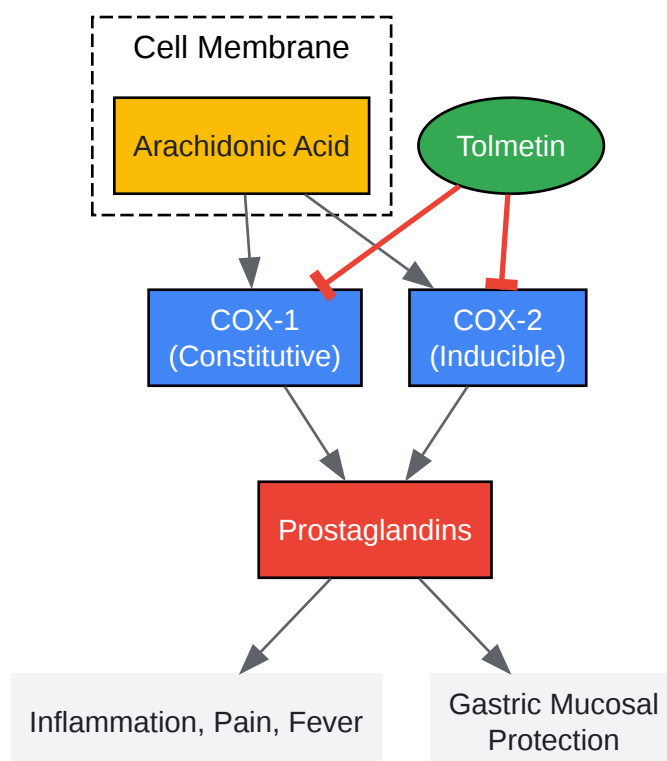 Cell Membrane
Arachidonic Acid
Tolmetin
COX-1
(Constitutive)
COX-2
(Inducible)
Prostaglandins
Inflammation, Pain, Fever
Gastric Mucosal
Protection